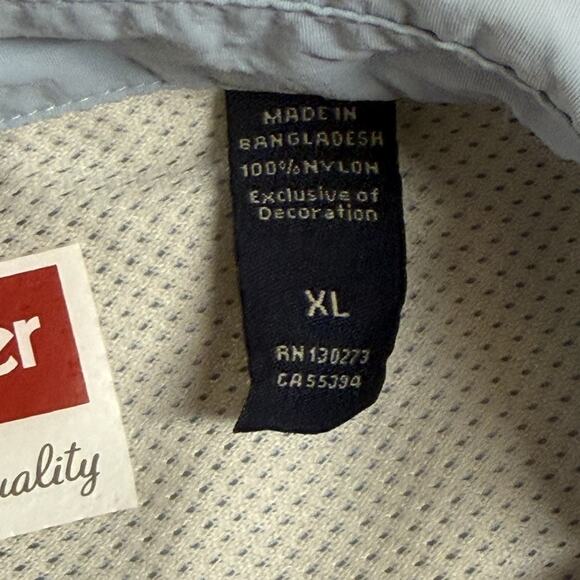 MADE IN
BANGLADESH
100% NYLON
Exclusive of
Decoration
XL
RN 130273
CA 55394
er
uality